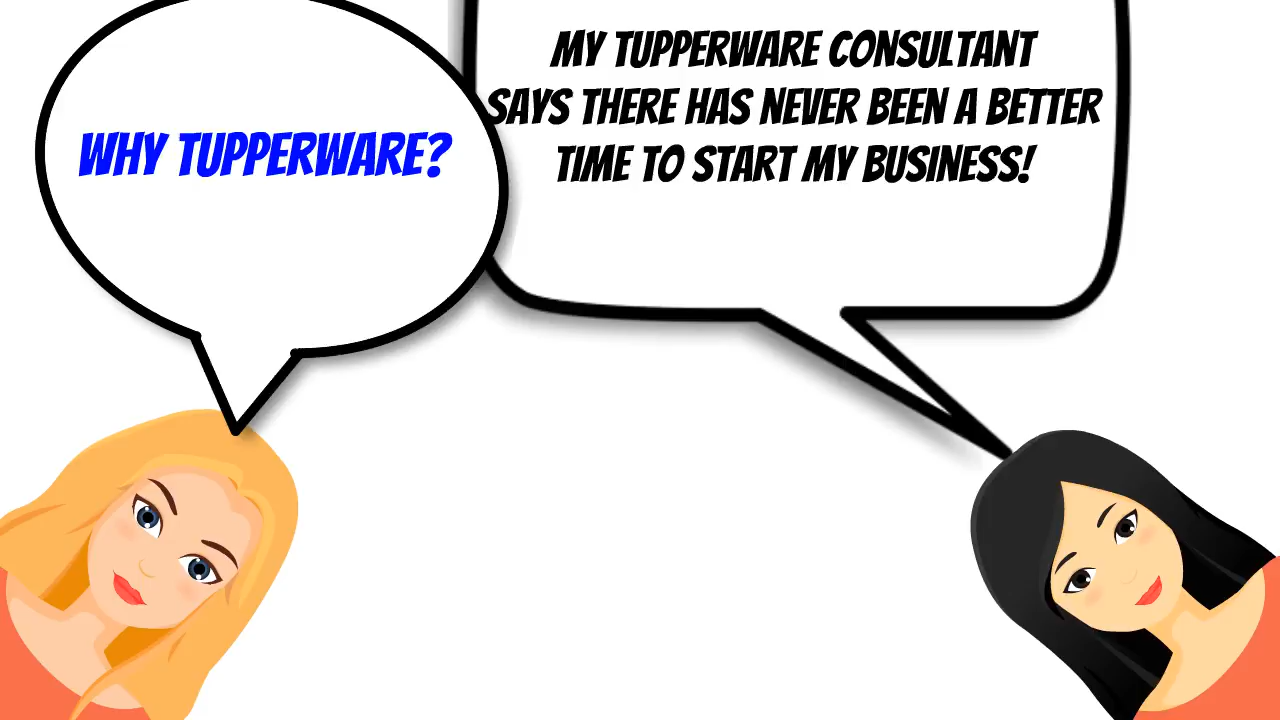 WHY TUPPERWARE?
MY TUPPERWARE CONSULTANT
SAYS THERE HAS NEVER BEEN A BETTER
TIME TO START MY BUSINESS!